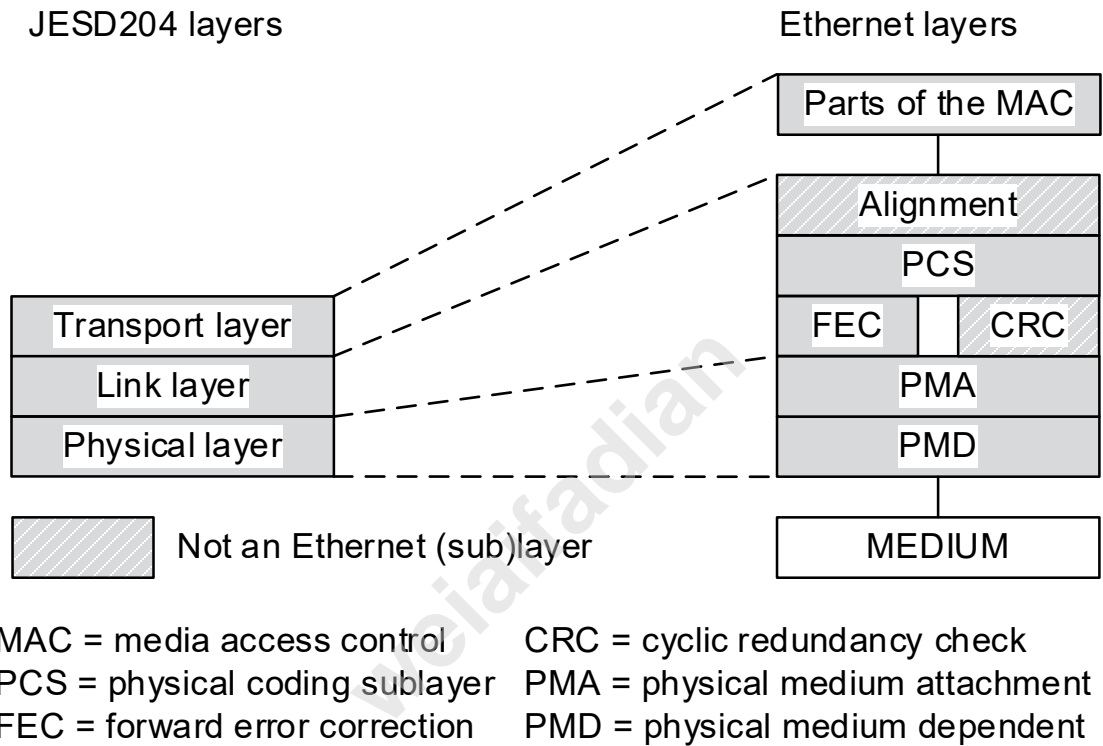 JESD204 layers
Ethernet layers
Parts of the MAC
Alignment
PCS
FEC
CRC
PMA
PMD
MEDIUM
Transport layer
Link layer
Physical layer
Not an Ethernet (sub)layer
MAC = media access control
PCS = physical coding sublayer
FEC = forward error correction
CRC = cyclic redundancy check
PMA = physical medium attachment
PMD = physical medium dependent
weiaifadian